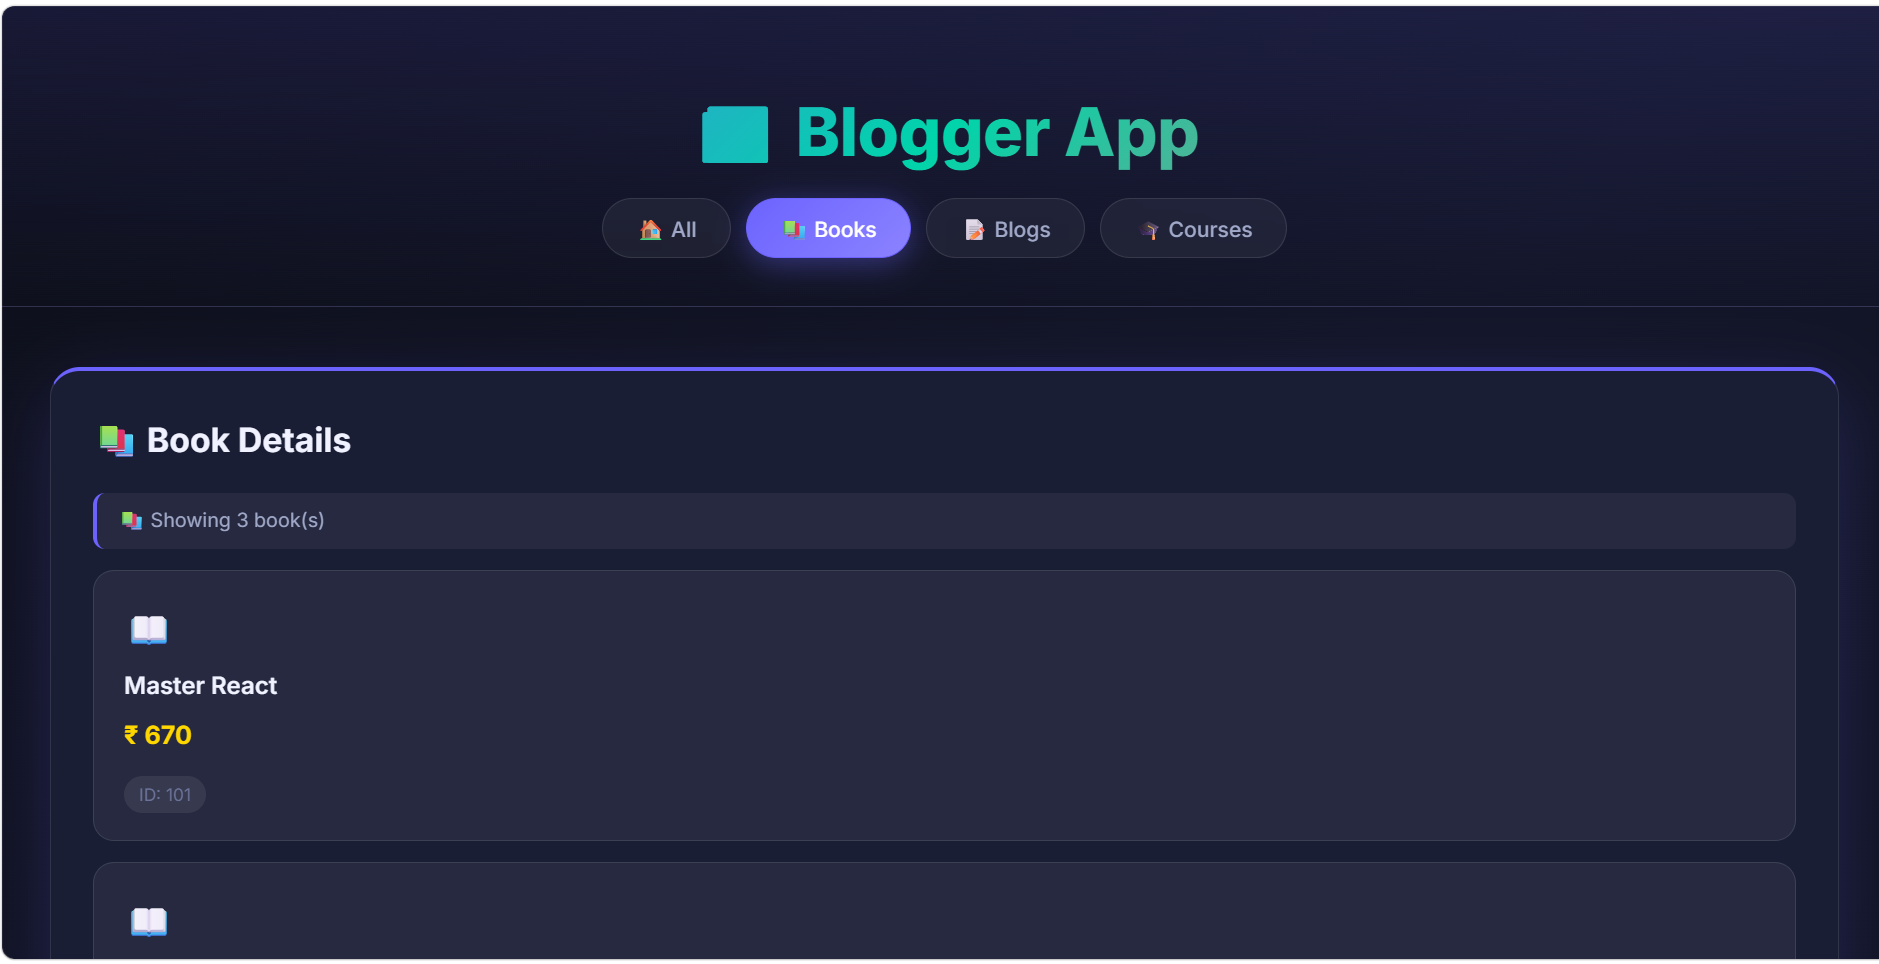 Blogger App
All
Books
Blogs
Courses
Book Details
Showing 3 book(s)
Master React
₹ 670
ID: 101